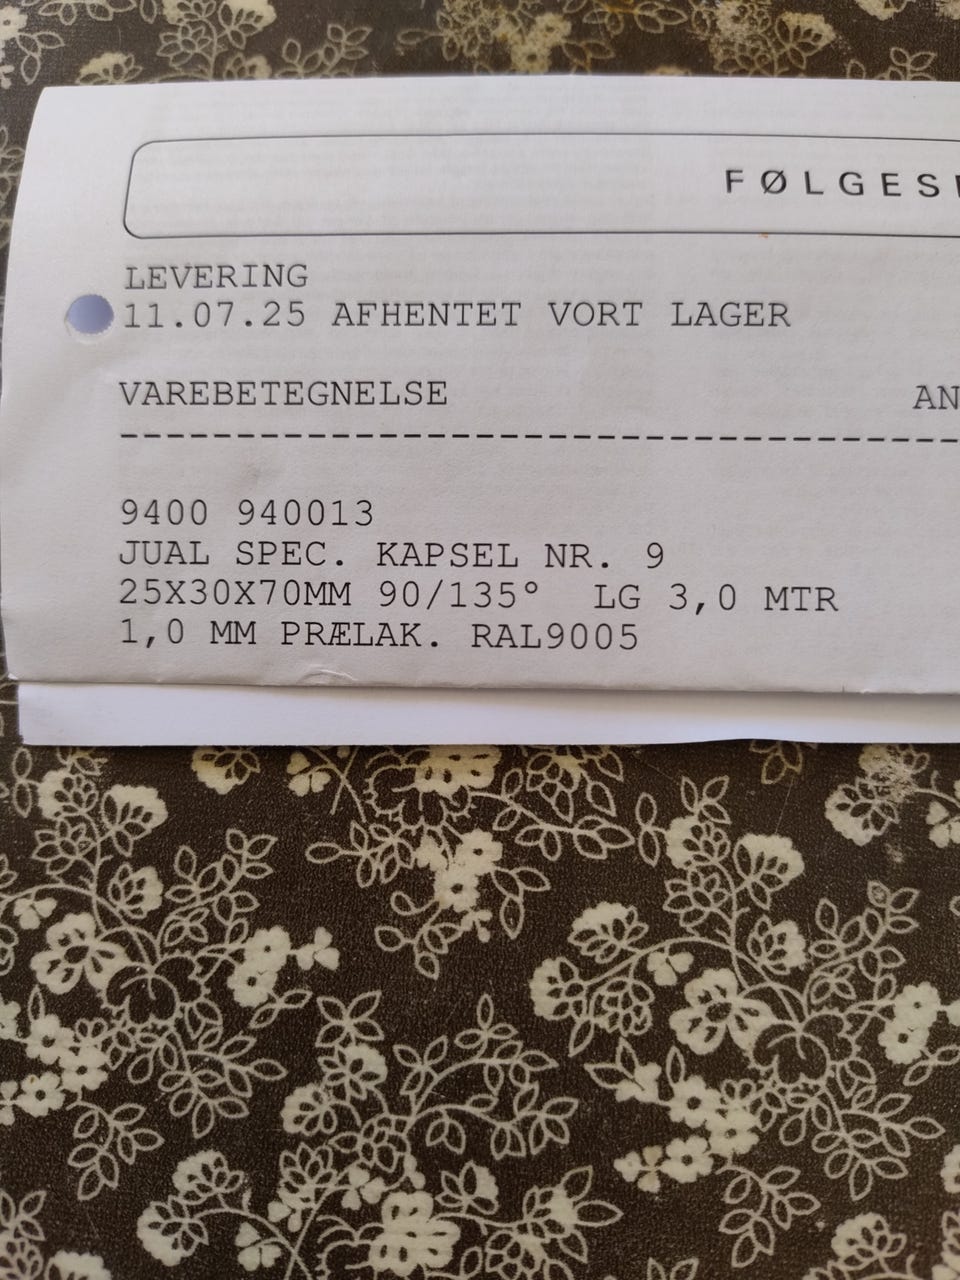 FØLGES
LEVERING
11.07.25 AFHENTET VORT LAGER
VAREBETEGNELSE AN
9400 940013
JUAL SPEC. KAPSEL NR. 9
25X30X70MM 90/135° LG 3,0 MTR
1,0 MM PRÆLAK. RAL9005